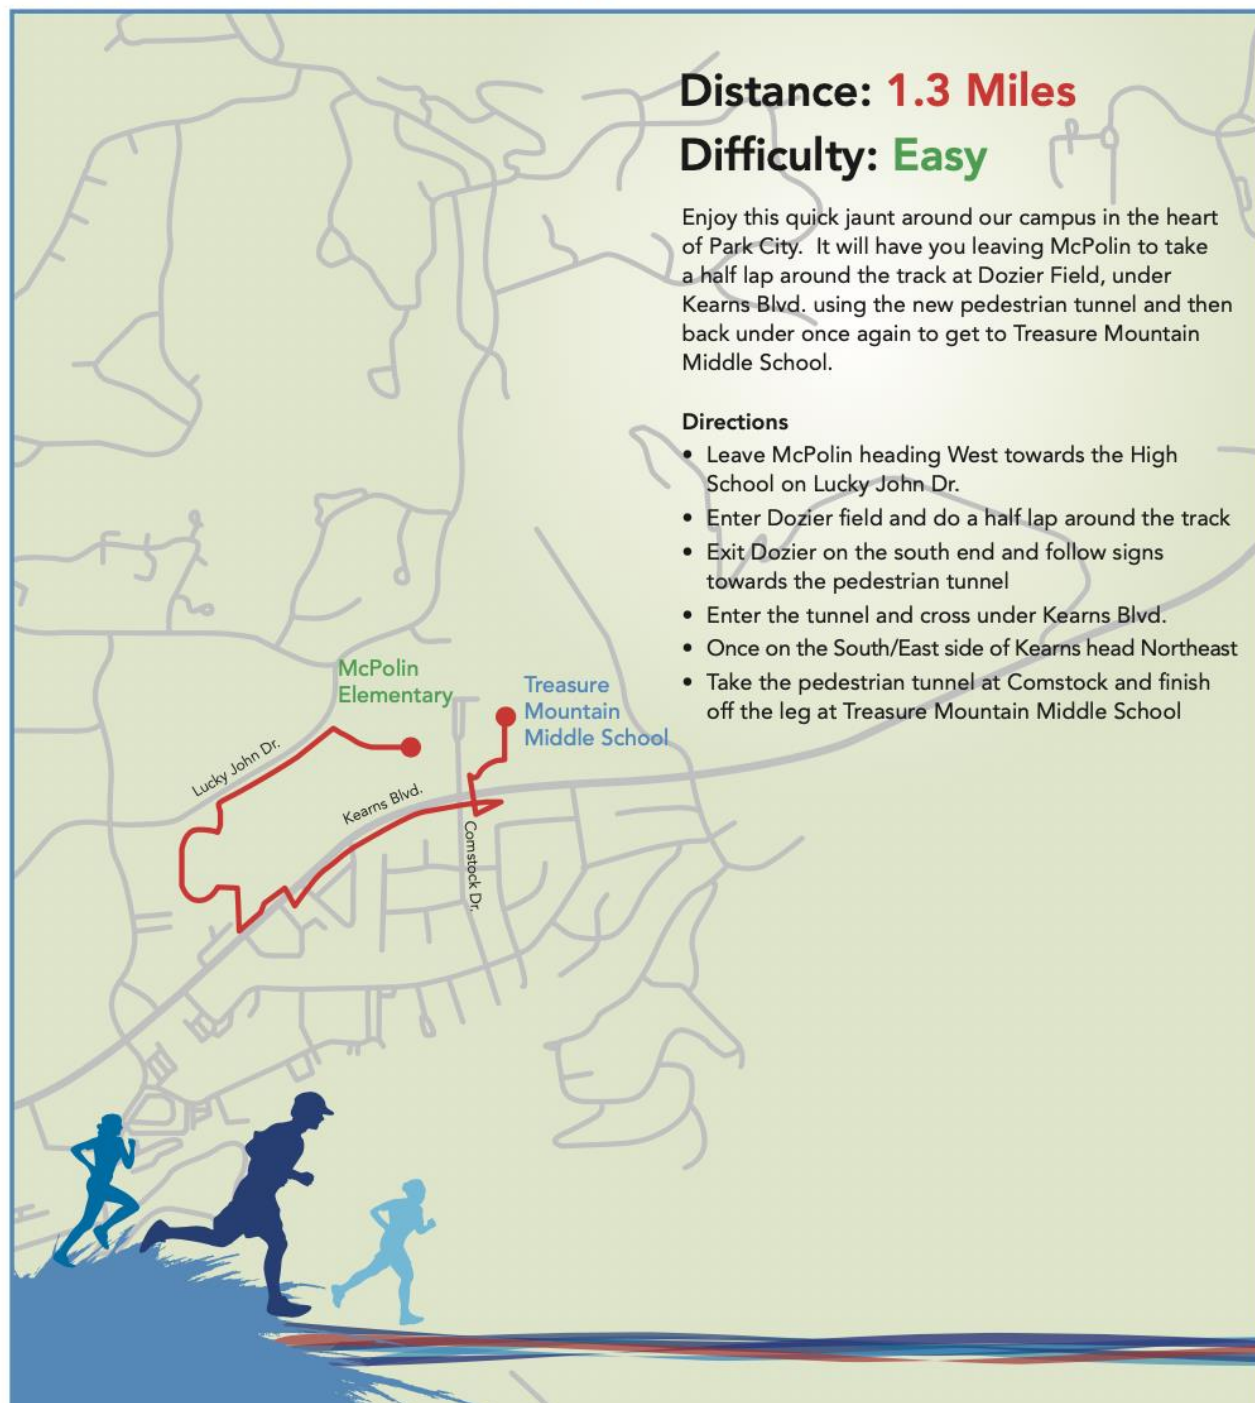 Distance: 1.3 Miles
Difficulty: Easy
Enjoy this quick jaunt around our campus in the heart
of Park City. It will have you leaving McPolin to take
a half lap around the track at Dozier Field, under
Kearns Blvd. using the new pedestrian tunnel and then
back under once again to get to Treasure Mountain
Middle School.
Directions
• Leave McPolin heading West towards the High
School on Lucky John Dr.
• Enter Dozier field and do a half lap around the track
• Exit Dozier on the south end and follow signs
towards the pedestrian tunnel
• Enter the tunnel and cross under Kearns Blvd.
• Once on the South/East side of Kearns head Northeast
• Take the pedestrian tunnel at Comstock and finish
off the leg at Treasure Mountain Middle School
McPolin
Elementary
Treasure
Mountain
Middle School
Lucky John Dr.
Kearns Blvd.
Comstock Dr.